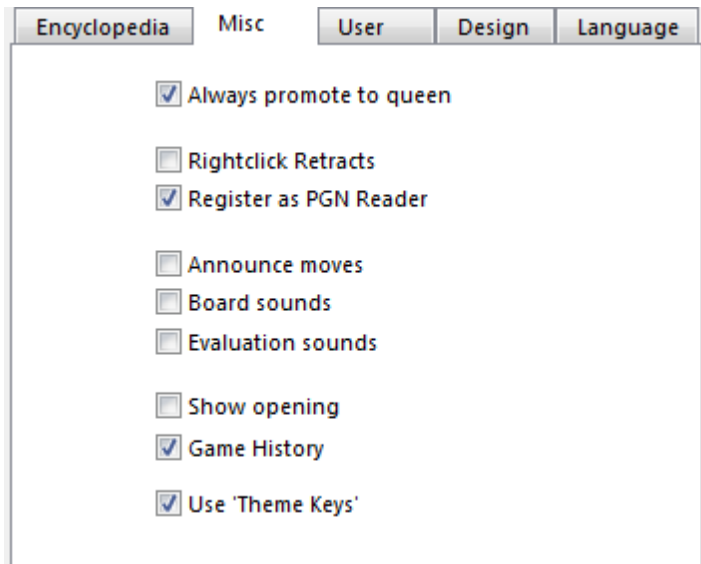 Encyclopedia Misc User Design Language
Always promote to queen
Rightclick Retracts
Register as PGN Reader
Announce moves
Board sounds
Evaluation sounds
Show opening
Game History
Use 'Theme Keys'